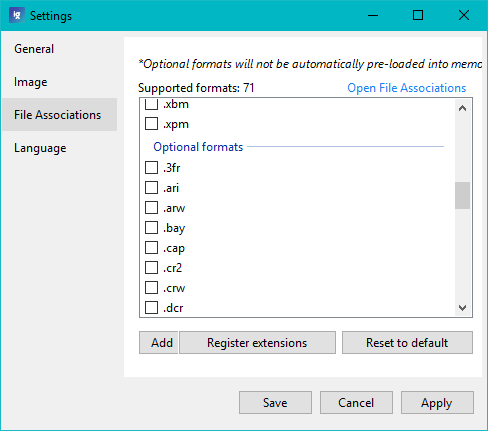 ig Settings
General
Image
File Associations
Language
*Optional formats will not be automatically pre-loaded into memo
Supported formats: 71 Open File Associations
.xbm
.xpm
Optional formats
.3fr
.ari
.arw
.bay
.cap
.cr2
.crw
.dcr
Add Register extensions Reset to default
Save Cancel Apply